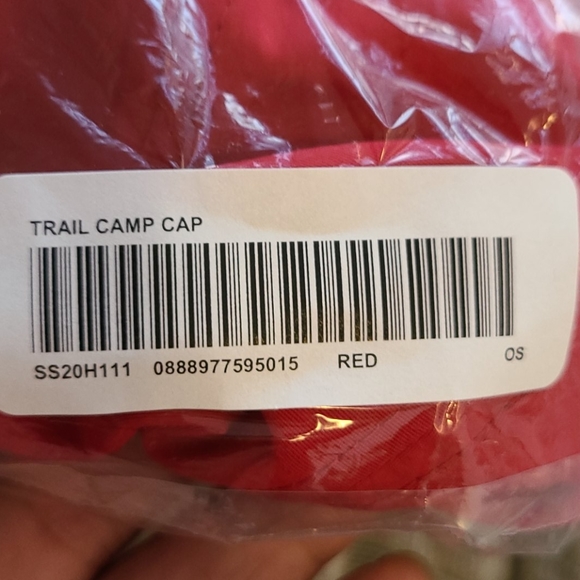 TRAIL CAMP CAP
SS20H111 0888977595015 RED OS